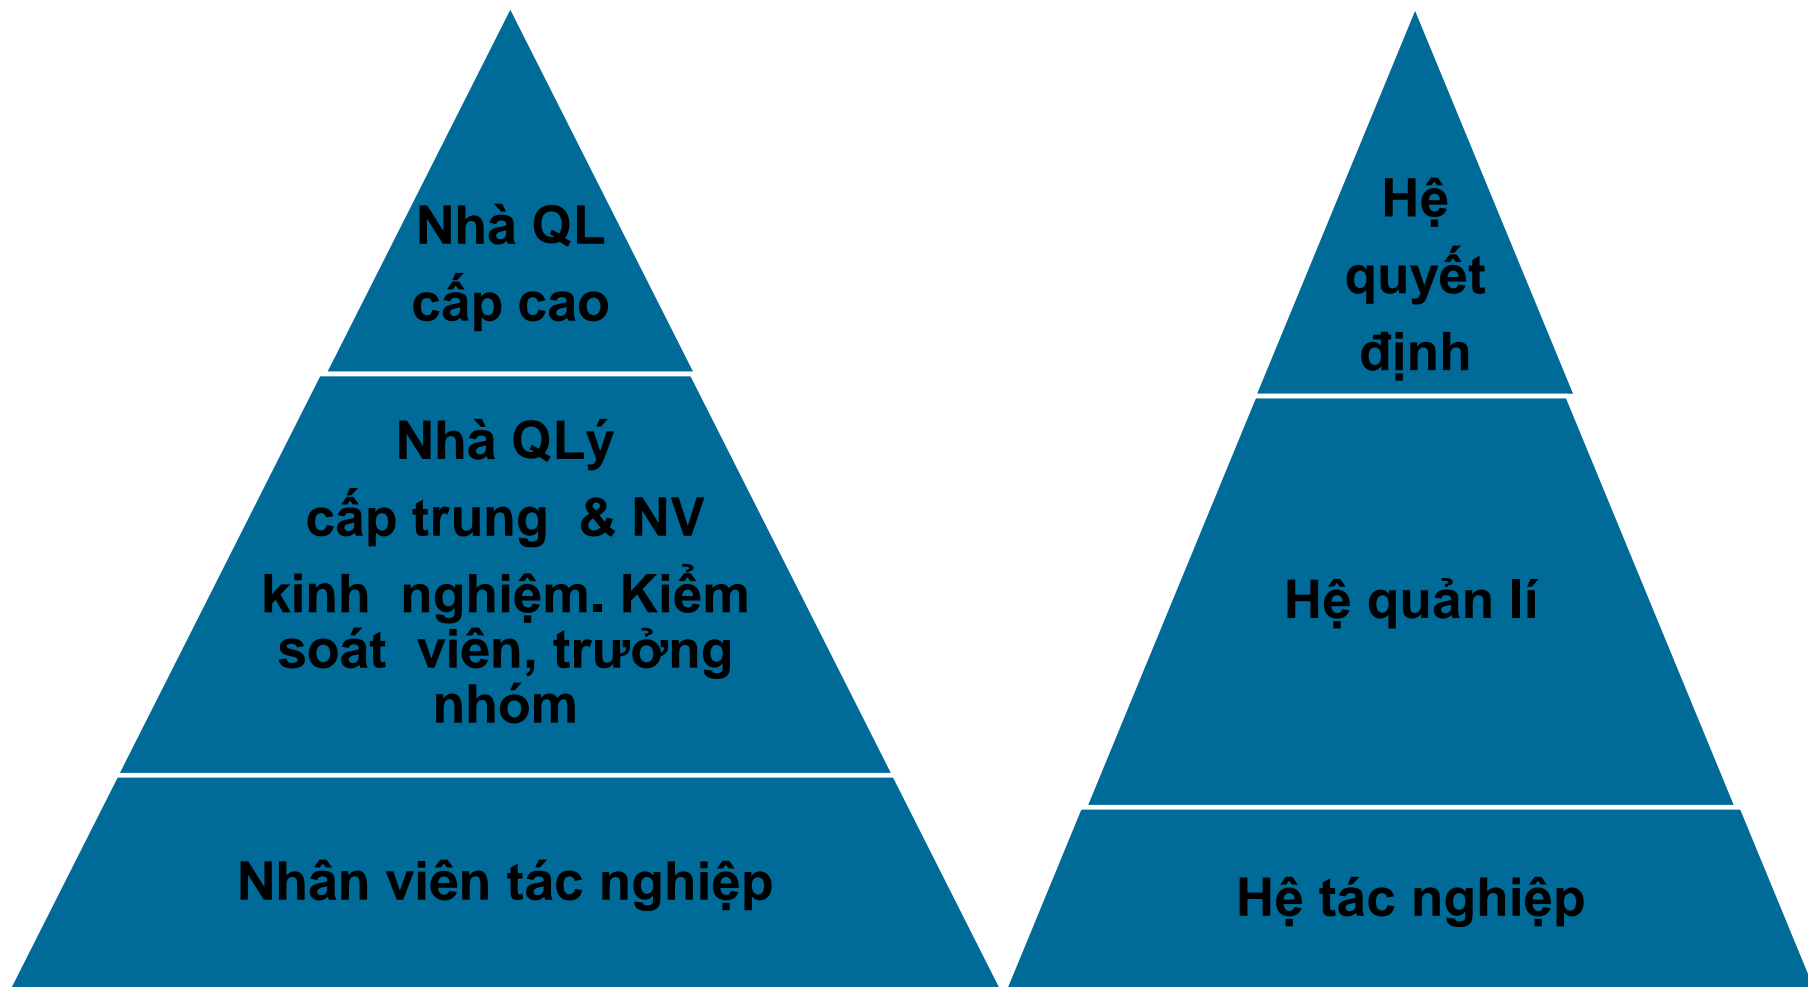 Nhà QL
cấp cao
Nhà QLý
cấp trung & NV
kinh nghiệm. Kiểm
soát viên, trưởng
nhóm
Nhân viên tác nghiệp
Hệ
quyết
định
Hệ quản lí
Hệ tác nghiệp